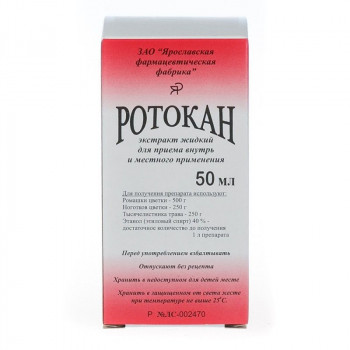 ЗАО "Ярославская
фармацевтическая
фабрика"
ЯР
РОТОКАН
экстракт жидкий
для приема внутрь
и местного применения
50 мл
Для получения препарата используют:
Ромашки цветки - 500 г
Ноготков цветки - 250 г
Тысячелистника трава - 250 г
Этанол (этиловый спирт) 40% -
достаточное количество до получения
1 л препарата
Перед употреблением взбалтывать
Отпускают без рецепта
Хранить в недоступном для детей месте
Хранить в защищенном от света месте
при температуре не выше 25°С
Р №ЛС-002470